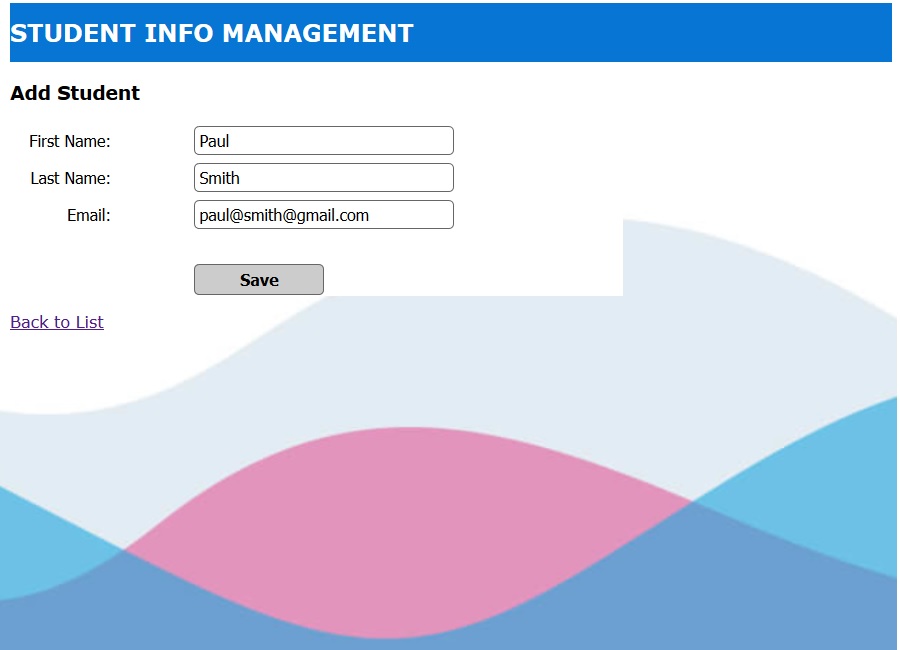 STUDENT INFO MANAGEMENT
Add Student
First Name: Paul
Last Name: Smith
Email: paul@smith@gmail.com
Save
Back to List